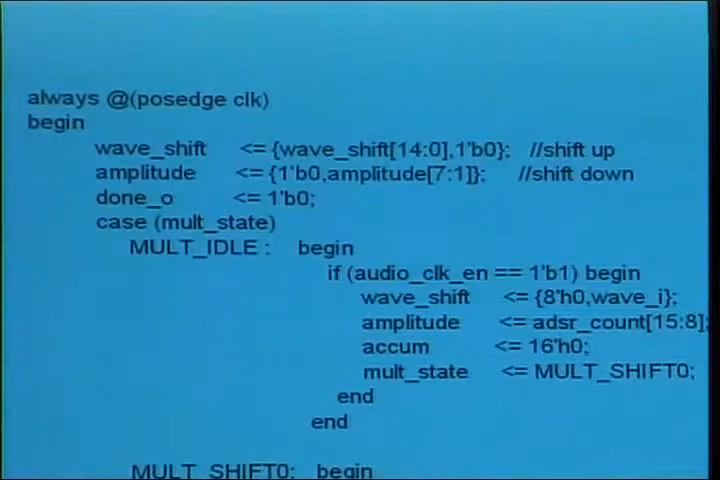 always @(posedge clk)
begin
wave_shift <= {wave_shift[14:0],1'b0}; //shift up
amplitude <= {1'b0,amplitude[7:1]}; //shift down
done_o <= 1'b0;
case (mult_state)
MULT_IDLE : begin
if (audio_clk_en == 1'b1) begin
wave_shift <= {8'h0,wave_i};
amplitude <= adsr_count[15:8];
accum <= 16'h0;
mult_state <= MULT_SHIFT0;
end
end
MULT_SHIFT0: begin